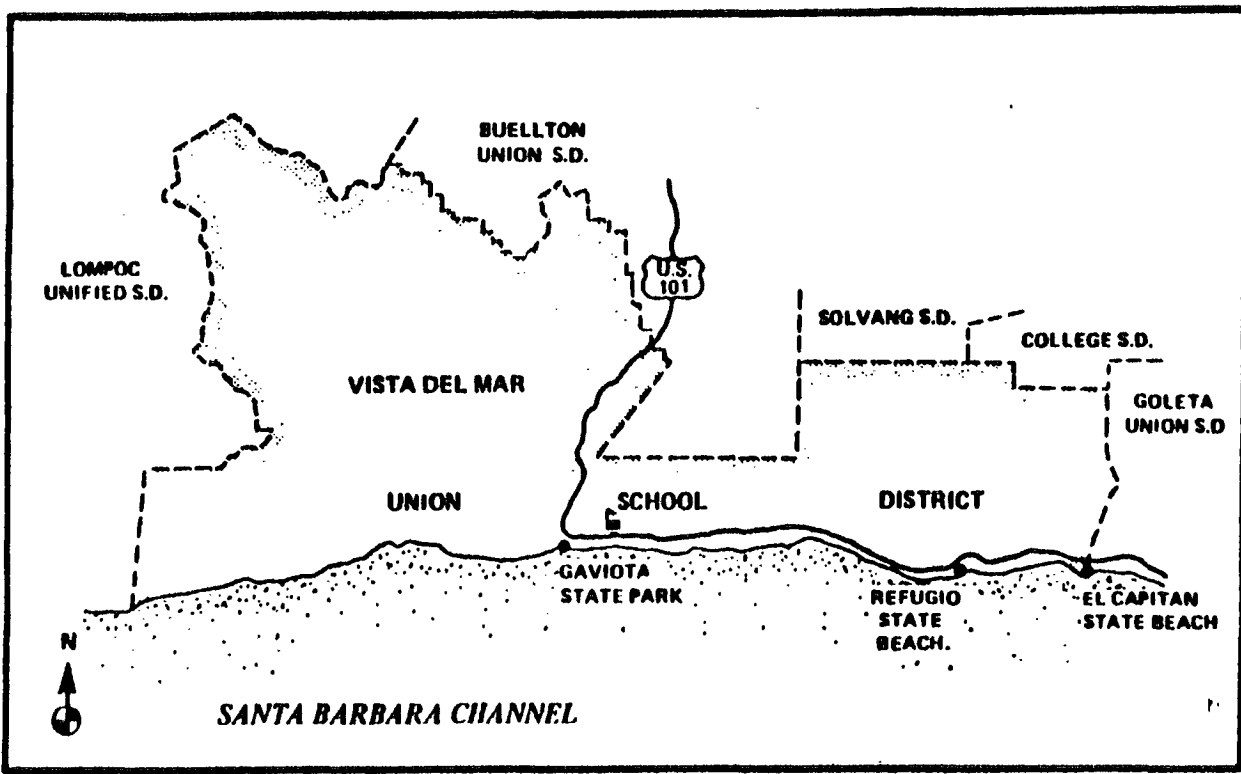 BUELLTON
UNION S.D.
LOMPOC
UNIFIED S.D.
U.S.
101
SOLVANG S.D.
COLLEGE S.D.
VISTA DEL MAR
GOLETA
UNION S.D
UNION SCHOOL DISTRICT
GAVIOTA
STATE PARK
REFUGIO
STATE
BEACH.
EL CAPITAN
STATE BEACH
N
SANTA BARBARA CHANNEL